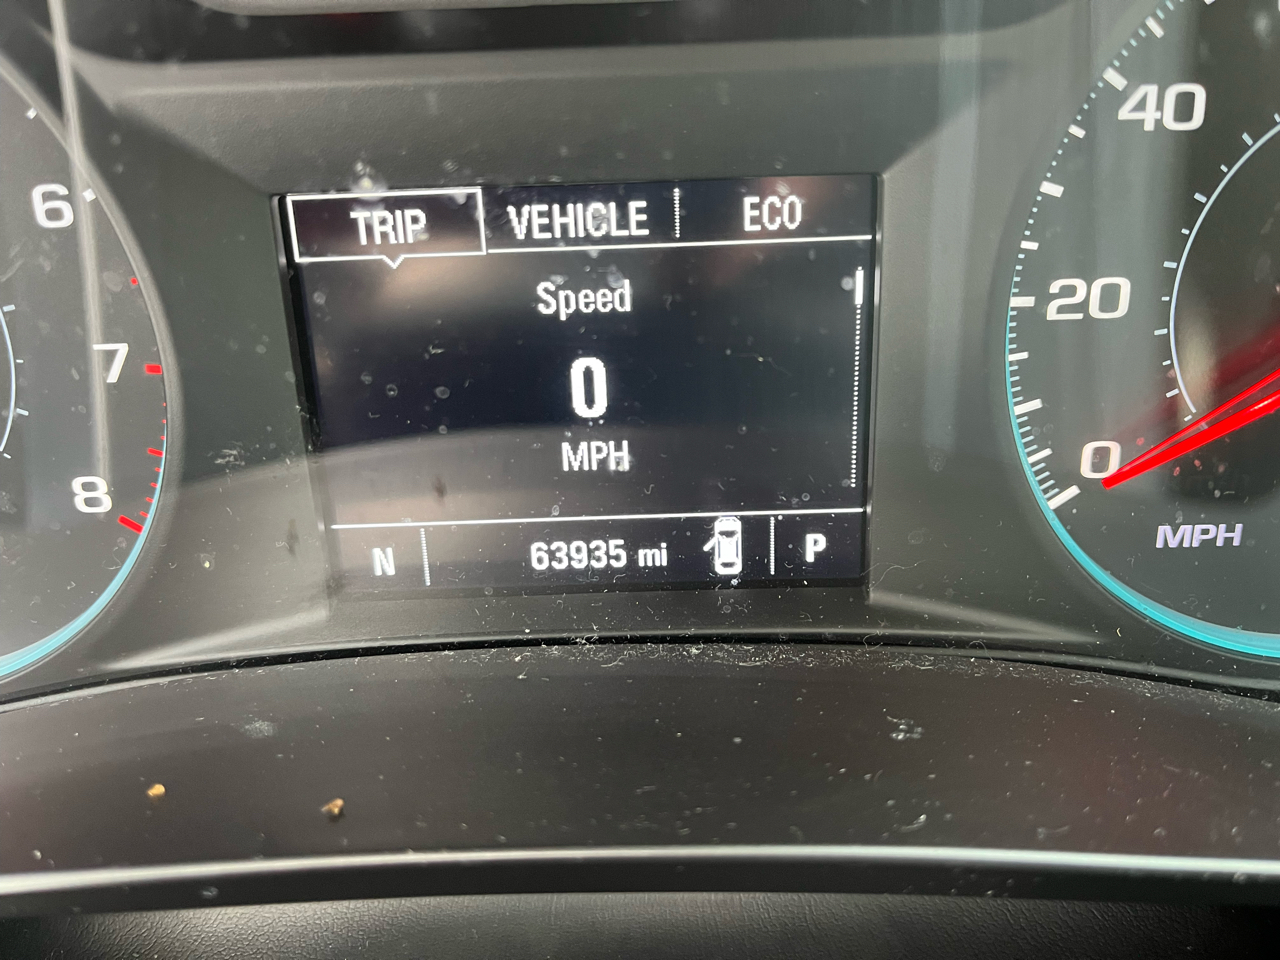 TRIP VEHICLE ECO
Speed
0
MPH
N 63935 mi P
6
7
8
40
20
0
MPH